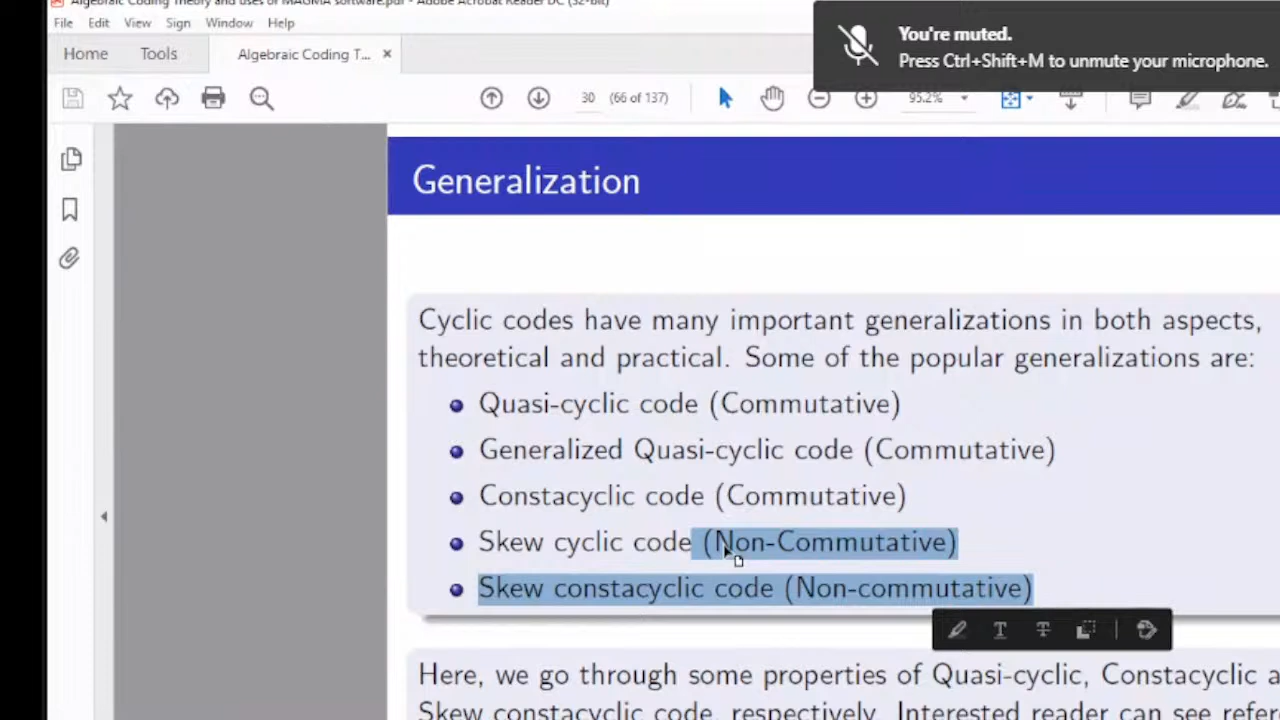 Algebraic Coding Theory and uses of MAGMA software.pdf - Adobe Acrobat Reader DC (32-bit)
File Edit View Sign Window Help
You're muted.
Press Ctrl+Shift+M to unmute your microphone.
Home Tools Algebraic Coding T... ×
30 (66 of 137) 95.2%
Generalization
Cyclic codes have many important generalizations in both aspects,
theoretical and practical. Some of the popular generalizations are:
Quasi-cyclic code (Commutative)
Generalized Quasi-cyclic code (Commutative)
Constacyclic code (Commutative)
Skew cyclic code (Non-Commutative)
Skew constacyclic code (Non-commutative)
Here, we go through some properties of Quasi-cyclic, Constacyclic a
Skew constacyclic code, respectively. Interested reader can see refer